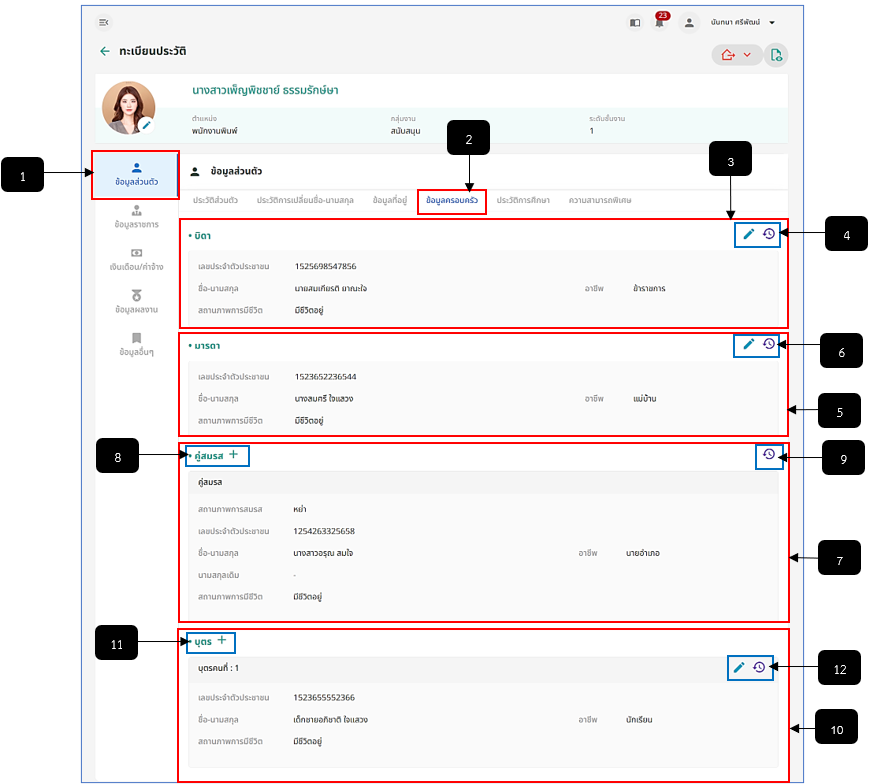 23
นันทนา ศรีพัฒน์
ทะเบียนประวัติ
นางสาวเพ็ญพิชชาย์ ธรรมรักษ์ษา
ตำแหน่ง กลุ่มงาน ระดับชั้นงาน
พนักงานพิมพ์ สนับสนุน 1
1
2
3
ข้อมูลส่วนตัว
ข้อมูลราชการ
เงินเดือน/ค่าจ้าง
ข้อมูลผลงาน
ข้อมูลอื่นๆ
ข้อมูลส่วนตัว
ประวัติส่วนตัว ประวัติการเปลี่ยนชื่อ-นามสกุล ข้อมูลที่อยู่ ข้อมูลครอบครัว ประวัติการศึกษา ความสามารถพิเศษ
• บิดา
4
เลขประจำตัวประชาชน 1525698547856
ชื่อ-นามสกุล นายสมเกียรติ ยาณะใจ อาชีพ ข้าราชการ
สถานภาพการมีชีวิต มีชีวิตอยู่
• มารดา
6
เลขประจำตัวประชาชน 1523652236544
ชื่อ-นามสกุล นางสมศรี ใจแสวง อาชีพ แม่บ้าน
5
สถานภาพการมีชีวิต มีชีวิตอยู่
8
• คู่สมรส +
9
คู่สมรส
สถานภาพการสมรส หย่า
เลขประจำตัวประชาชน 1254263325658
ชื่อ-นามสกุล นางสาวอรุณ สมใจ อาชีพ นายอำเภอ
7
นามสกุลเดิม -
สถานภาพการมีชีวิต มีชีวิตอยู่
11
• บุตร +
บุตรคนที่ : 1
12
เลขประจำตัวประชาชน 1523655552366
ชื่อ-นามสกุล เด็กชายอภิชาติ ใจแสวง อาชีพ นักเรียน
10
สถานภาพการมีชีวิต มีชีวิตอยู่